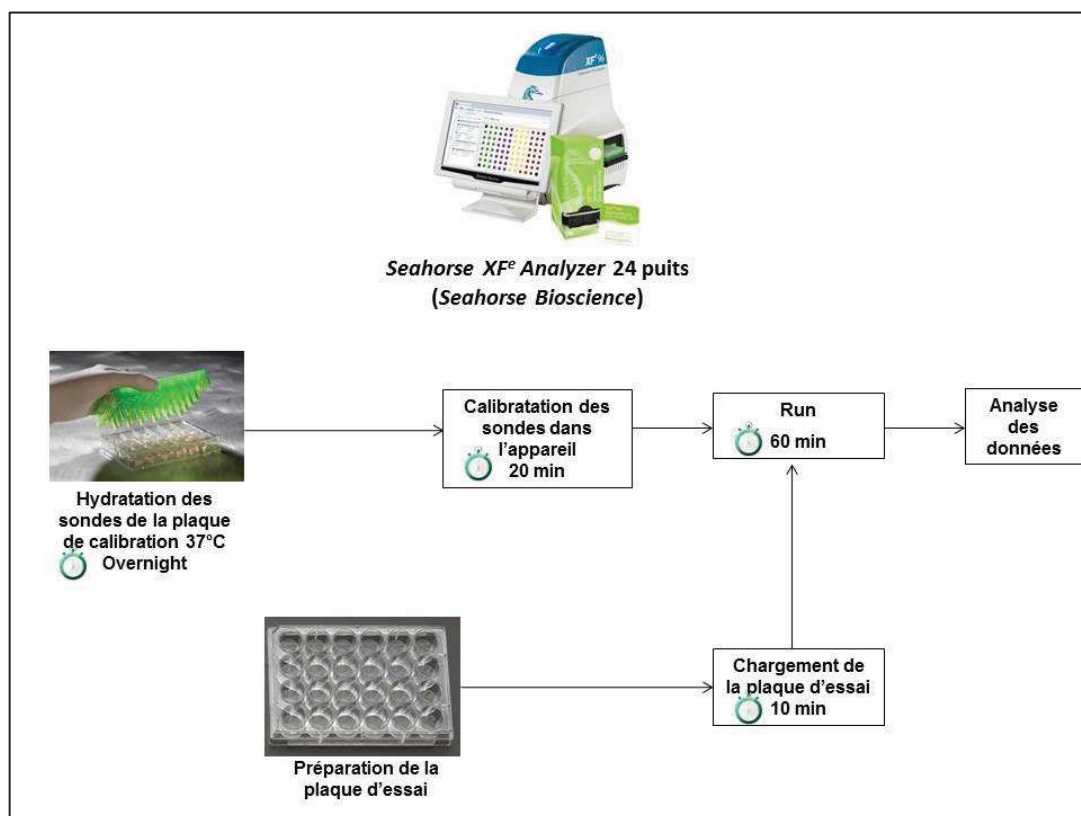 XFe 96
Seahorse XFe Analyzer 24 puits
(Seahorse Bioscience)
Hydratation des
sondes de la plaque
de calibration 37°C
Overnight
Calibratation des
sondes dans
l'appareil
20 min
Run
60 min
Analyse
des
données
Préparation de la
plaque d'essai
Chargement de
la plaque d'essai
10 min